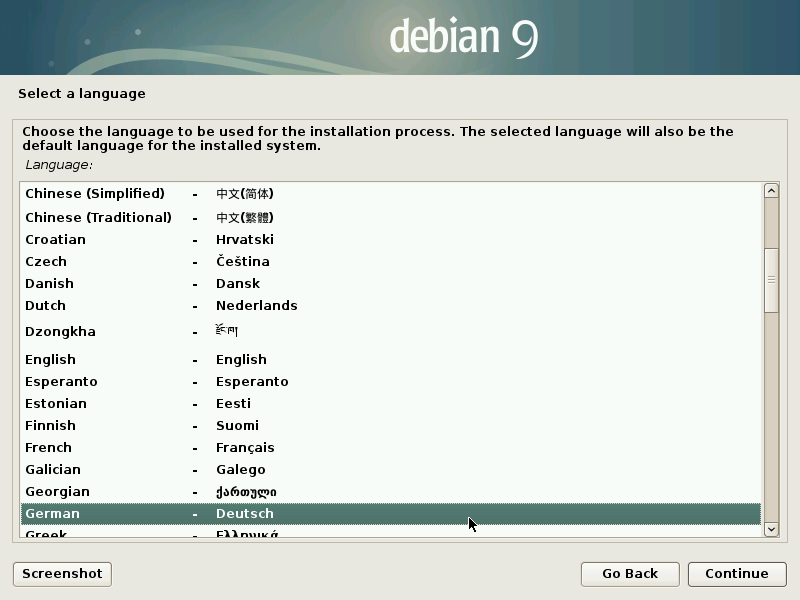 debian 9
Select a language
Choose the language to be used for the installation process. The selected language will also be the
default language for the installed system.
Language:
Chinese (Simplified) - 中文(简体)
Chinese (Traditional) - 中文(繁體)
Croatian - Hrvatski
Czech - Čeština
Danish - Dansk
Dutch - Nederlands
Dzongkha - རྫོང་ཁ།
English - English
Esperanto - Esperanto
Estonian - Eesti
Finnish - Suomi
French - Français
Galician - Galego
Georgian - ქართული
German - Deutsch
Greek - Ελληνικά
Screenshot Go Back Continue